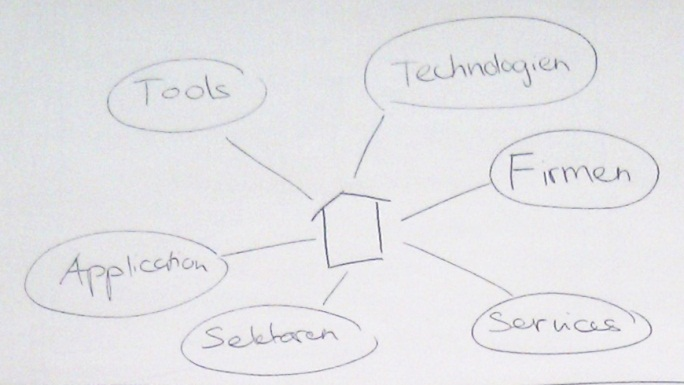 Tools
Technologien
Firmen
Application
Sektoren
Services